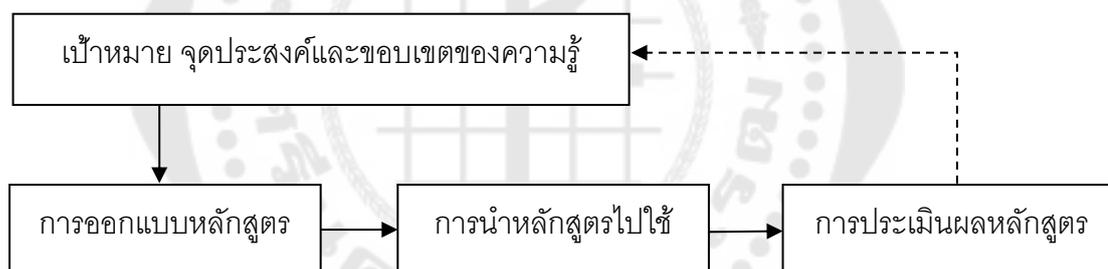 เป้าหมาย จุดประสงค์และขอบเขตของความรู้
การออกแบบหลักสูตร
การนำหลักสูตรไปใช้
การประเมินผลหลักสูตร